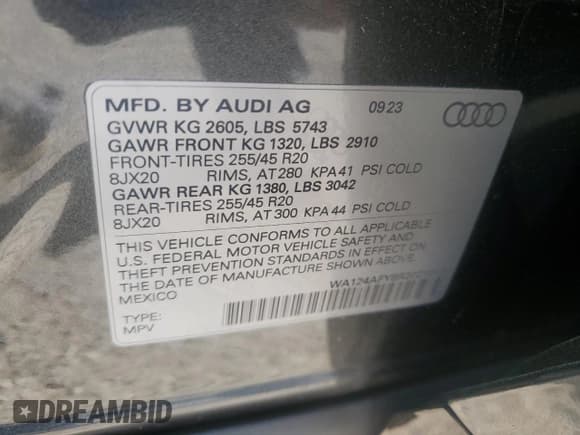 MFD. BY AUDI AG 09 23
GVWR KG 2605, LBS 5743
GAWR FRONT KG 1320, LBS 2910
FRONT-TIRES 255/45 R20
8JX20 RIMS, AT 280 KPA 41 PSI COLD
GAWR REAR KG 1380, LBS 3042
REAR-TIRES 255/45 R20
8JX20 RIMS, AT 300 KPA 44 PSI COLD
THIS VEHICLE CONFORMS TO ALL APPLICABLE
U.S. FEDERAL MOTOR VEHICLE SAFETY AND
THEFT PREVENTION STANDARDS IN EFFECT ON
THE DATE OF MANUFACTURE SHOWN ABOVE.
MEXICO
TYPE:
MPV
DREAMBID